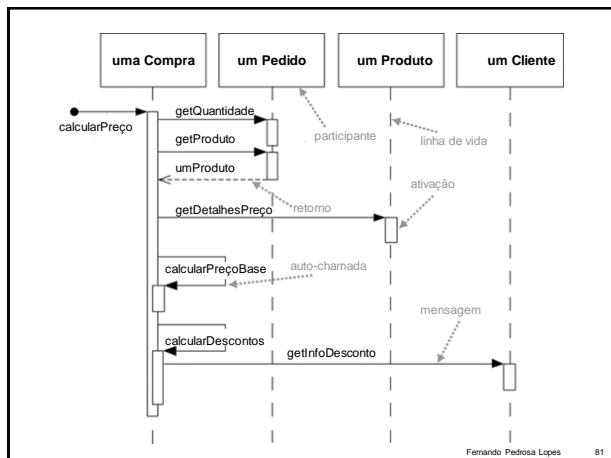 uma Compra
um Pedido
um Produto
um Cliente
getQuantidade
calcularPreço
participante
linha de vida
getProduto
umProduto
ativação
retorno
getDetalhesPreço
calcularPreçoBase
auto-chamada
mensagem
calcularDescontos
getInfoDesconto
Fernando Pedrosa Lopes 81